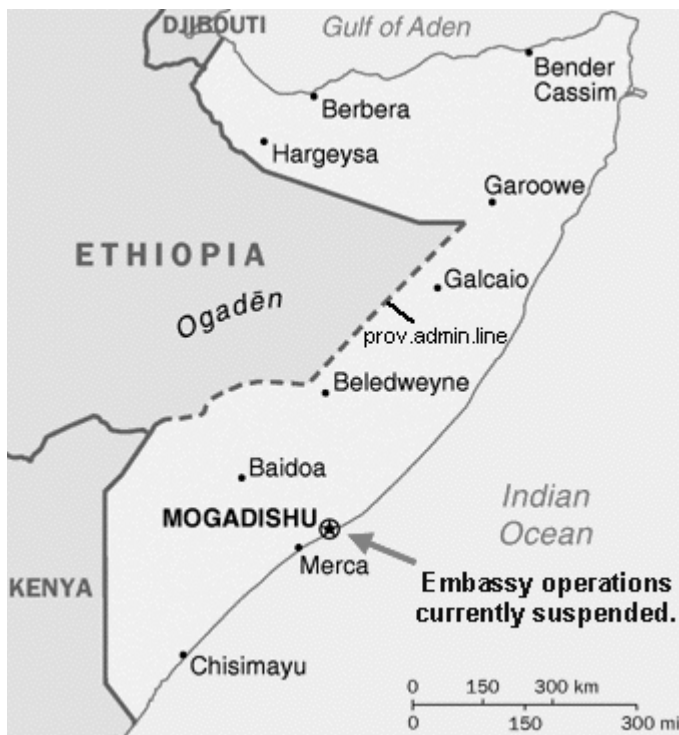 DJIBOUTI
Gulf of Aden
Bender
Cassim
Berbera
Hargeysa
Garoowe
ETHIOPIA
Ogadēn
Galcaio
prov.admin.line
Beledweyne
Baidoa
MOGADISHU
Indian
Ocean
Merca
KENYA
Embassy operations
currently suspended.
Chisimayu
0 150 300 km
0 150 300 mi